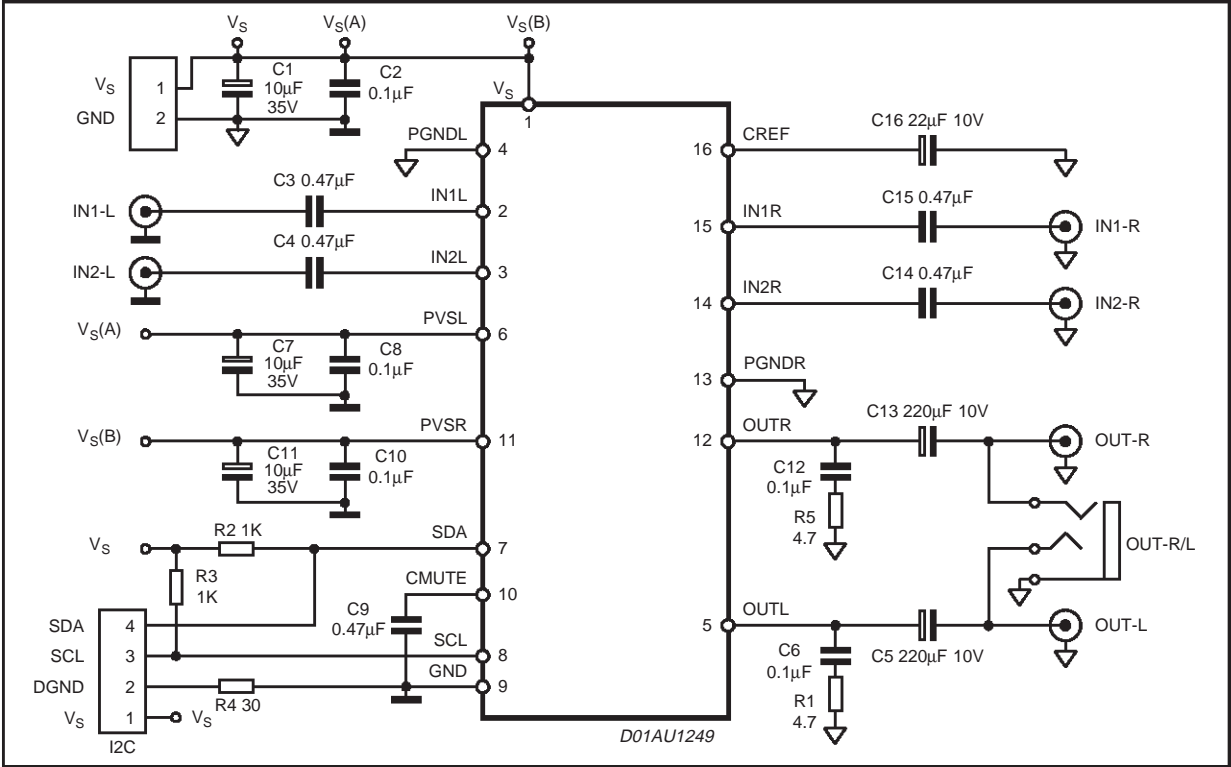 VS VS(A) VS(B)
VS 1
GND 2
C1
10μF
35V
C2
0.1μF
VS
1
PGNDL
4
C3 0.47μF
IN1-L
IN1L
2
C4 0.47μF
IN2-L
IN2L
3
VS(A)
C7
10μF
35V
C8
0.1μF
PVSL
6
VS(B)
C11
10μF
35V
C10
0.1μF
PVSR
11
VS
R2 1K
SDA
7
R3
1K
CMUTE
10
C9
0.47μF
SCL
8
GND
9
SDA 4
SCL 3
DGND 2
VS 1
VS
I2C
R4 30
16
CREF
C16 22μF 10V
15
IN1R
C15 0.47μF
IN1-R
14
IN2R
C14 0.47μF
IN2-R
13
PGNDR
12
OUTR
C13 220μF 10V
OUT-R
C12
0.1μF
R5
4.7
OUT-R/L
5
OUTL
C5 220μF 10V
OUT-L
C6
0.1μF
R1
4.7
D01AU1249